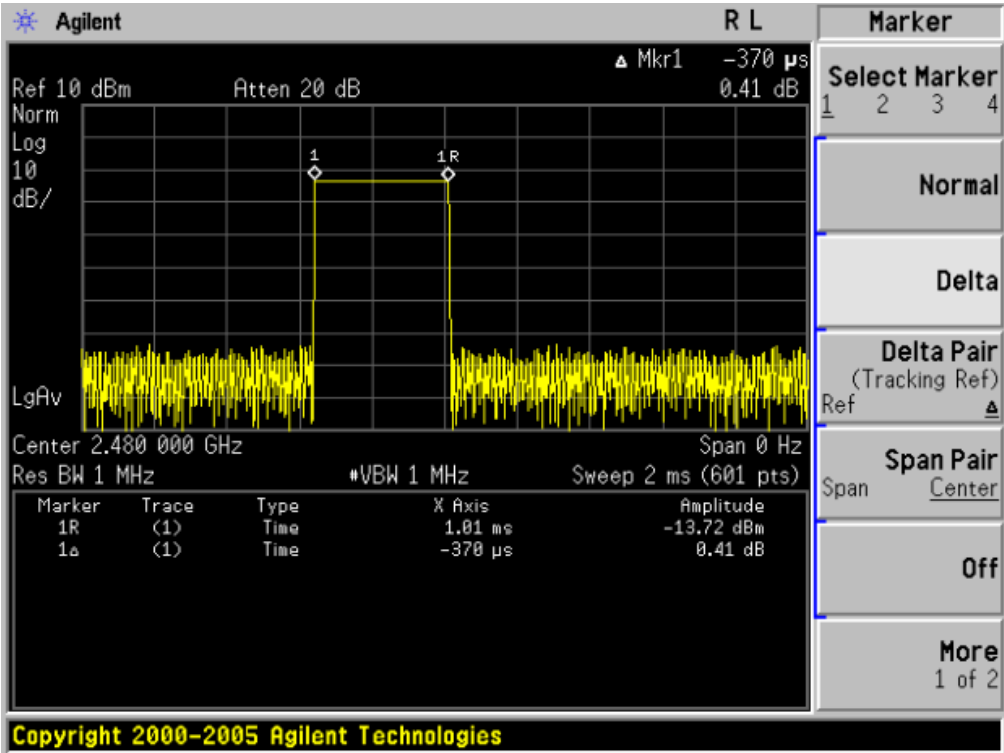 Agilent R L Marker
Δ Mkr1 -370 µs
Ref 10 dBm Atten 20 dB 0.41 dB
Select Marker
1 2 3 4
Norm
Log
10
dB/
1 1R
Normal
Delta
Delta Pair
(Tracking Ref)
Ref Δ
LgAv
Center 2.480 000 GHz Span 0 Hz
Res BW 1 MHz #VBW 1 MHz Sweep 2 ms (601 pts)
Span Pair
Span Center
Marker Trace Type X Axis Amplitude
1R (1) Time 1.01 ms -13.72 dBm
1Δ (1) Time -370 µs 0.41 dB
Off
More
1 of 2
Copyright 2000-2005 Agilent Technologies